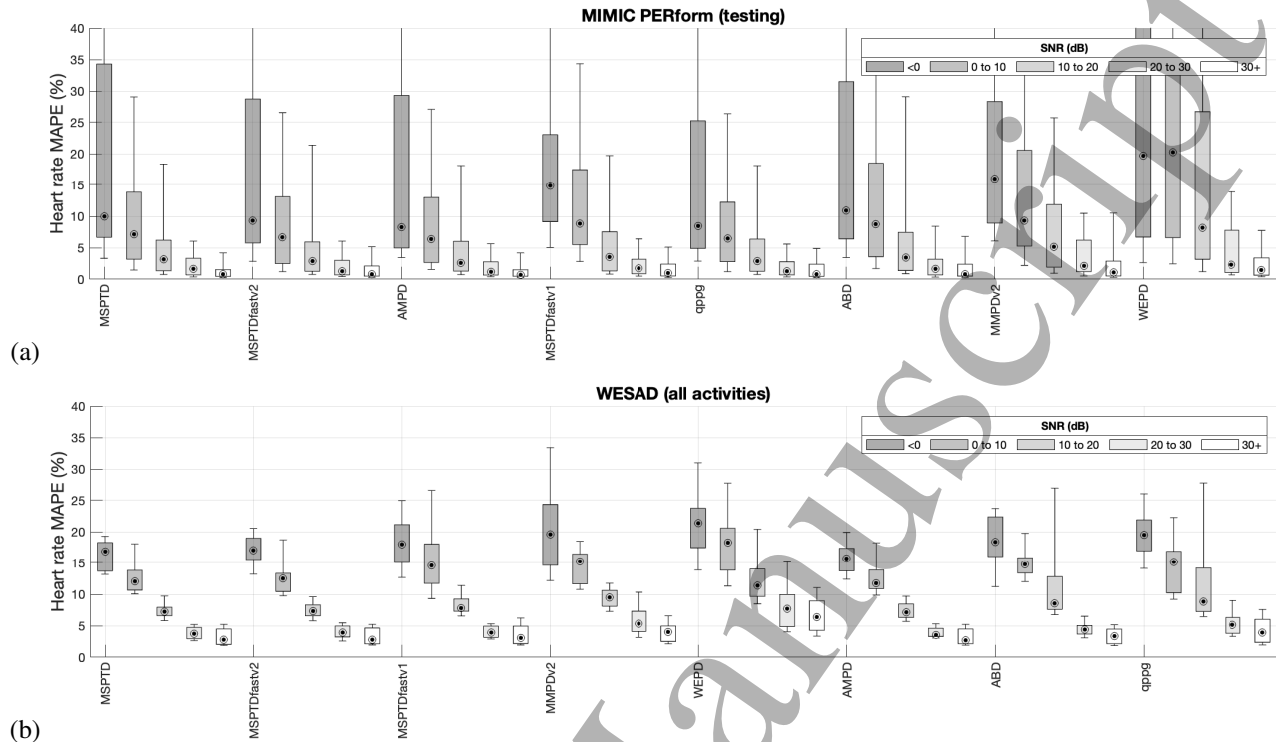 (a)
MIMIC PERform (testing)
Heart rate MAPE (%)
40
35
30
25
20
15
10
5
0
SNR (dB)
<0 0 to 10 10 to 20 20 to 30 30+
MSPTD
MSPTDfastv2
AMPD
MSPTDfastv1
qppg
ABD
MMPDv2
WEPD
(b)
WESAD (all activities)
Heart rate MAPE (%)
40
35
30
25
20
15
10
5
0
SNR (dB)
<0 0 to 10 10 to 20 20 to 30 30+
MSPTD
MSPTDfastv2
MSPTDfastv1
MMPDv2
WEPD
AMPD
ABD
qppg
Manuscript